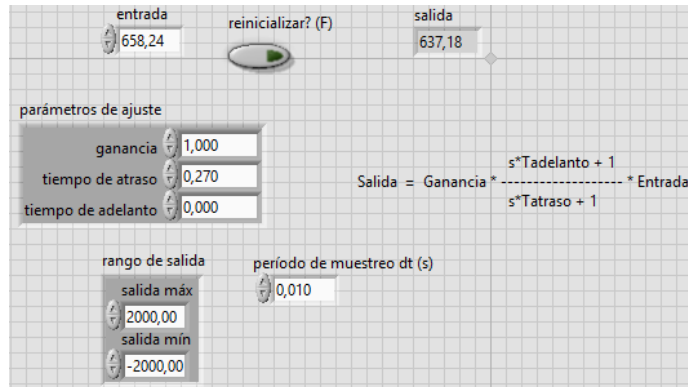 entrada
658,24
reinicializar? (F)
salida
637,18
parámetros de ajuste
ganancia 1,000
tiempo de atraso 0,270
tiempo de adelanto 0,000
s*Tadelanto + 1
Salida = Ganancia * -------------------- * Entrada
s*Tatraso + 1
rango de salida
salida máx
2000,00
salida mín
-2000,00
período de muestreo dt (s)
0,010